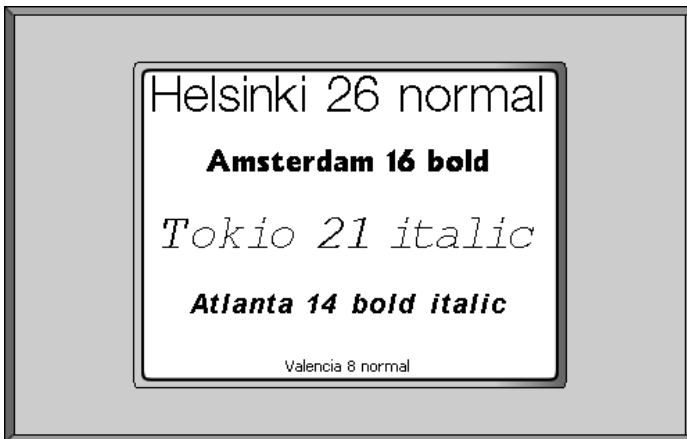 Helsinki 26 normal
Amsterdam 16 bold
Tokio 21 italic
Atlanta 14 bold italic
Valencia 8 normal